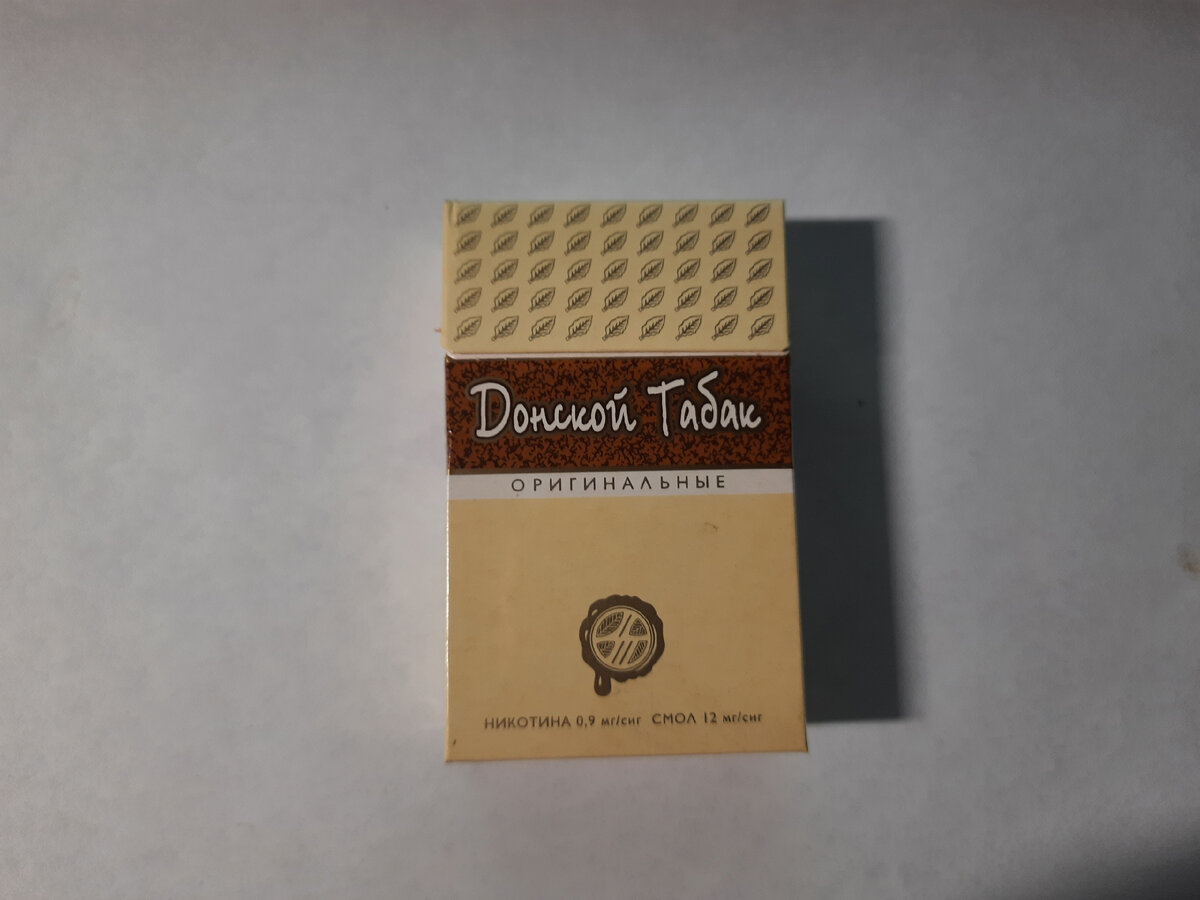 Донской Табак
ОРИГИНАЛЬНЫЕ
НИКОТИНА 0,9 мг/сиг СМОЛ 12 мг/сиг